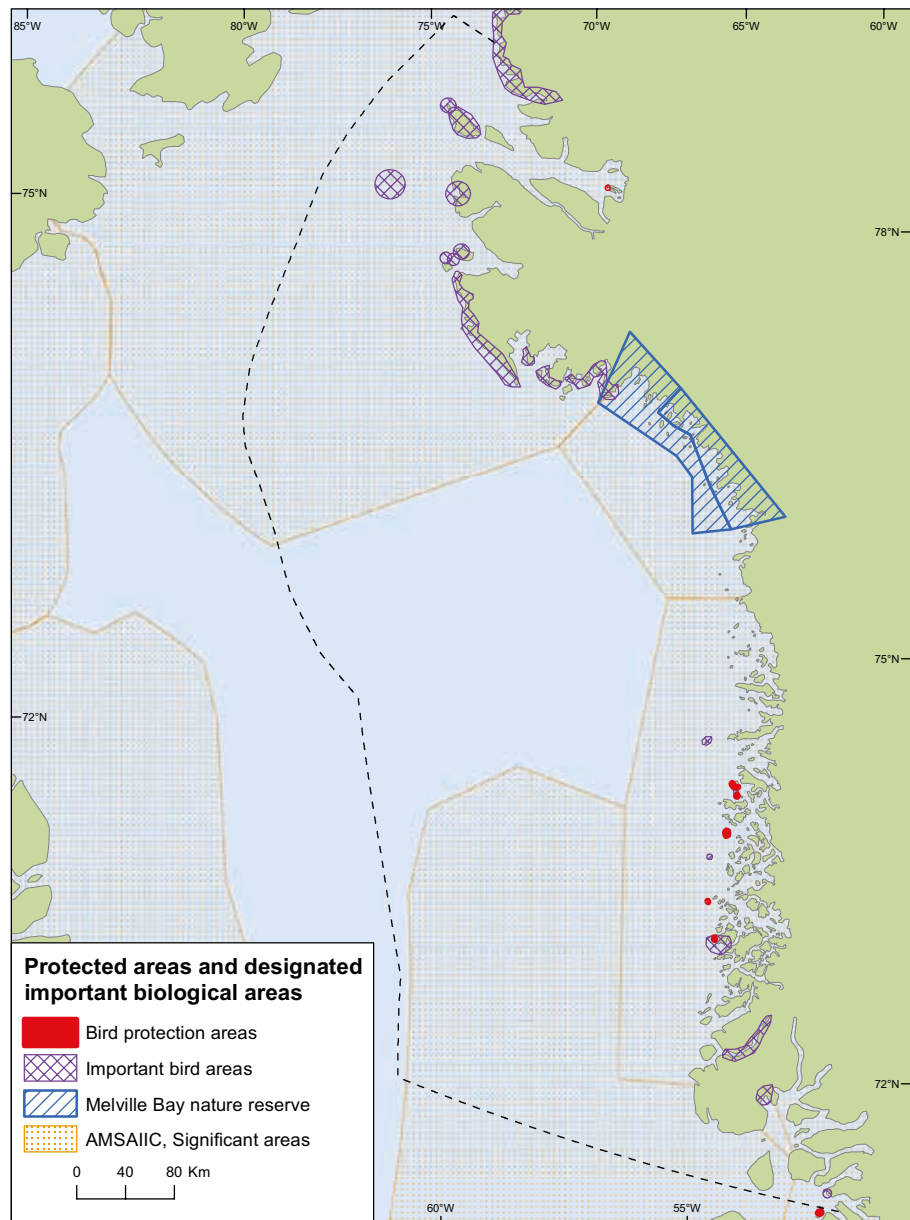 85°W 80°W 75°W 70°W 65°W 60°W
75°N
78°N
75°N
72°N
72°N
Protected areas and designated
important biological areas
Bird protection areas
Important bird areas
Melville Bay nature reserve
AMSAIIC, Significant areas
0 40 80 Km
60°W 55°W